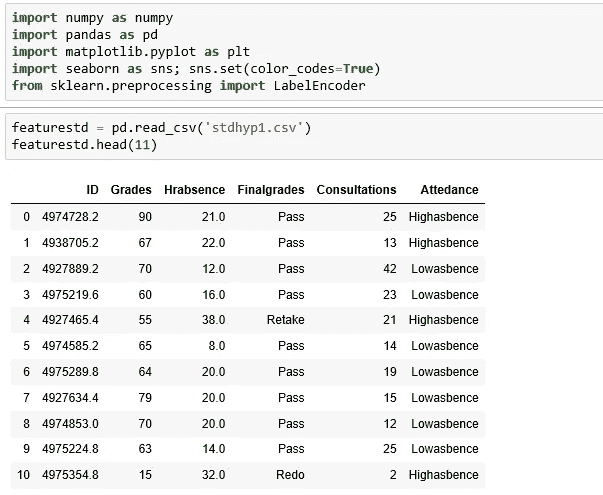 import numpy as numpy
import pandas as pd
import matplotlib.pyplot as plt
import seaborn as sns; sns.set(color_codes=True)
from sklearn.preprocessing import LabelEncoder
featurestd = pd.read_csv('stdhyp1.csv')
featurestd.head(11)
ID Grades Hrabsence Finalgrades Consultations Attedance
0 4974728.2 90 21.0 Pass 25 Highasbence
1 4938705.2 67 22.0 Pass 13 Highasbence
2 4927889.2 70 12.0 Pass 42 Lowasbence
3 4975219.6 60 16.0 Pass 23 Lowasbence
4 4927465.4 55 38.0 Retake 21 Highasbence
5 4974585.2 65 8.0 Pass 14 Lowasbence
6 4975289.8 64 20.0 Pass 19 Lowasbence
7 4927634.4 79 20.0 Pass 15 Lowasbence
8 4974853.0 70 20.0 Pass 12 Lowasbence
9 4975224.8 63 14.0 Pass 25 Lowasbence
10 4975354.8 15 32.0 Redo 2 Highasbence